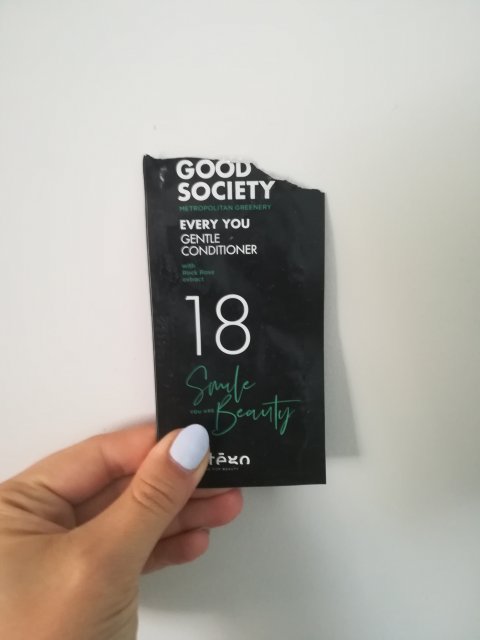 GOOD
SOCIETY
METROPOLITAN GREENERY
EVERY YOU
GENTLE
CONDITIONER
with
Rock Rose
extract
18
Smile
YOU ARE
Beauty